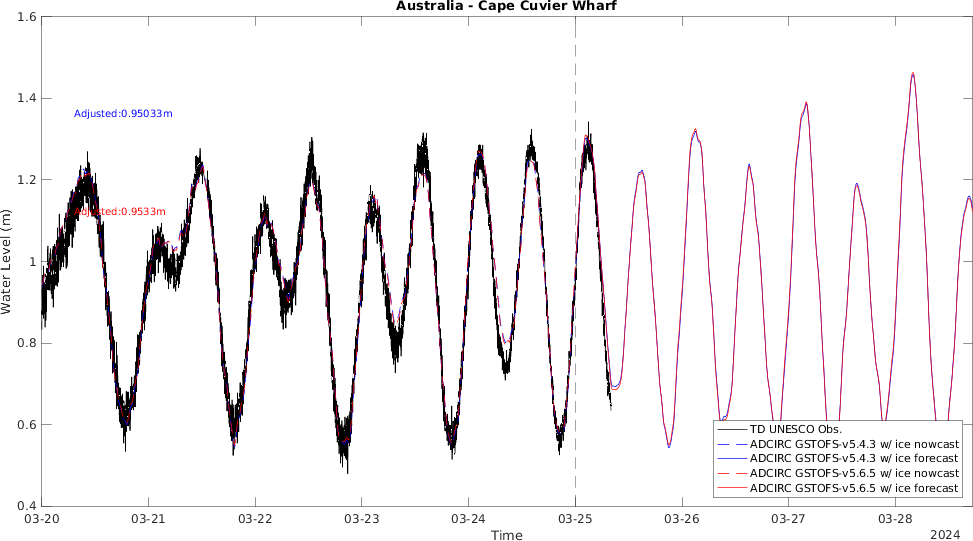 Australia - Cape Cuvier Wharf
1.6
1.4
1.2
1
0.8
0.6
0.4
Water Level (m)
Adjusted:0.95033m
Adjusted:0.9533m
TD UNESCO Obs.
ADCIRC GSTOFS-v5.4.3 w/ ice nowcast
ADCIRC GSTOFS-v5.4.3 w/ ice forecast
ADCIRC GSTOFS-v5.6.5 w/ ice nowcast
ADCIRC GSTOFS-v5.6.5 w/ ice forecast
03-20 03-21 03-22 03-23 03-24 03-25 03-26 03-27 03-28
Time
2024